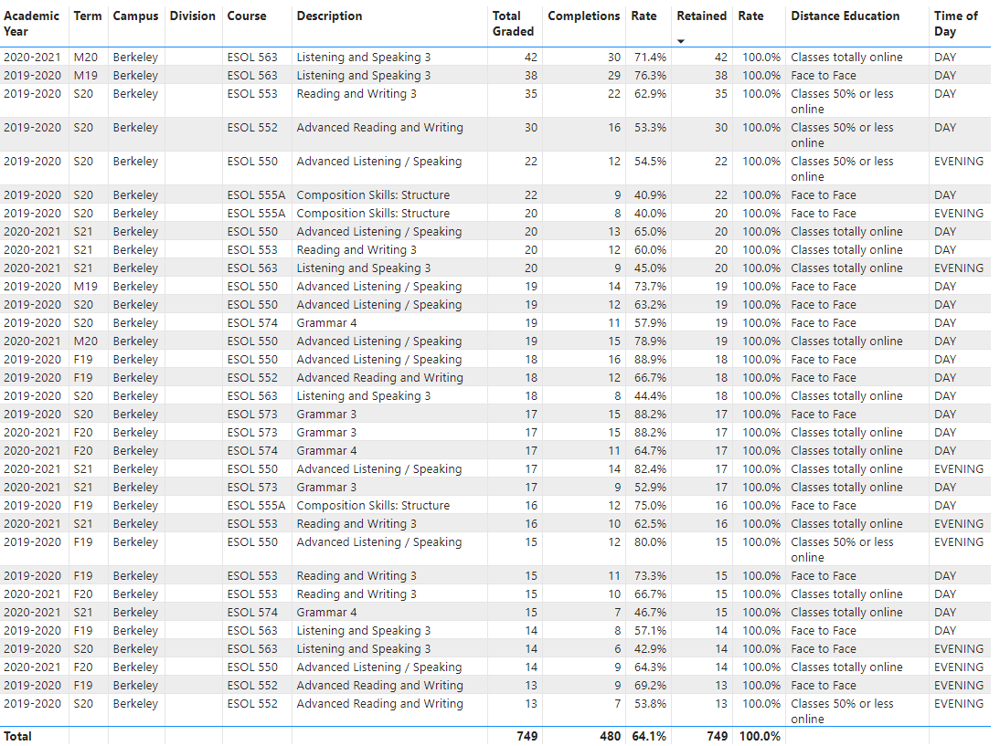 Academic Year Term Campus Division Course Description Total Graded Completions Rate Retained Rate Distance Education Time of Day
2020-2021 M20 Berkeley ESOL 563 Listening and Speaking 3 42 30 71.4% 42 100.0% Classes totally online DAY
2019-2020 M19 Berkeley ESOL 563 Listening and Speaking 3 38 29 76.3% 38 100.0% Face to Face DAY
2019-2020 S20 Berkeley ESOL 553 Reading and Writing 3 35 22 62.9% 35 100.0% Classes 50% or less online DAY
2019-2020 S20 Berkeley ESOL 552 Advanced Reading and Writing 30 16 53.3% 30 100.0% Classes 50% or less online DAY
2019-2020 S20 Berkeley ESOL 550 Advanced Listening / Speaking 22 12 54.5% 22 100.0% Classes 50% or less online EVENING
2019-2020 S20 Berkeley ESOL 555A Composition Skills: Structure 22 9 40.9% 22 100.0% Face to Face DAY
2019-2020 S20 Berkeley ESOL 555A Composition Skills: Structure 20 8 40.0% 20 100.0% Face to Face EVENING
2020-2021 S21 Berkeley ESOL 550 Advanced Listening / Speaking 20 13 65.0% 20 100.0% Classes totally online DAY
2020-2021 S21 Berkeley ESOL 553 Reading and Writing 3 20 12 60.0% 20 100.0% Classes totally online DAY
2020-2021 S21 Berkeley ESOL 563 Listening and Speaking 3 20 9 45.0% 20 100.0% Classes totally online EVENING
2019-2020 M19 Berkeley ESOL 550 Advanced Listening / Speaking 19 14 73.7% 19 100.0% Face to Face DAY
2019-2020 S20 Berkeley ESOL 550 Advanced Listening / Speaking 19 12 63.2% 19 100.0% Face to Face DAY
2019-2020 S20 Berkeley ESOL 574 Grammar 4 19 11 57.9% 19 100.0% Face to Face DAY
2020-2021 M20 Berkeley ESOL 550 Advanced Listening / Speaking 19 15 78.9% 19 100.0% Classes totally online DAY
2019-2020 F19 Berkeley ESOL 550 Advanced Listening / Speaking 18 16 88.9% 18 100.0% Face to Face DAY
2019-2020 F19 Berkeley ESOL 552 Advanced Reading and Writing 18 12 66.7% 18 100.0% Face to Face DAY
2019-2020 S20 Berkeley ESOL 563 Listening and Speaking 3 18 8 44.4% 18 100.0% Classes totally online DAY
2019-2020 S20 Berkeley ESOL 573 Grammar 3 17 15 88.2% 17 100.0% Face to Face DAY
2020-2021 F20 Berkeley ESOL 573 Grammar 3 17 15 88.2% 17 100.0% Classes totally online DAY
2020-2021 F20 Berkeley ESOL 574 Grammar 4 17 11 64.7% 17 100.0% Classes totally online DAY
2020-2021 S21 Berkeley ESOL 550 Advanced Listening / Speaking 17 14 82.4% 17 100.0% Classes totally online EVENING
2020-2021 S21 Berkeley ESOL 573 Grammar 3 17 9 52.9% 17 100.0% Classes totally online DAY
2019-2020 F19 Berkeley ESOL 555A Composition Skills: Structure 16 12 75.0% 16 100.0% Face to Face DAY
2020-2021 S21 Berkeley ESOL 553 Reading and Writing 3 16 10 62.5% 16 100.0% Classes totally online EVENING
2019-2020 F19 Berkeley ESOL 550 Advanced Listening / Speaking 15 12 80.0% 15 100.0% Classes 50% or less online EVENING
2019-2020 F19 Berkeley ESOL 553 Reading and Writing 3 15 11 73.3% 15 100.0% Face to Face DAY
2020-2021 F20 Berkeley ESOL 553 Reading and Writing 3 15 10 66.7% 15 100.0% Classes totally online DAY
2020-2021 S21 Berkeley ESOL 574 Grammar 4 15 7 46.7% 15 100.0% Classes totally online DAY
2019-2020 F19 Berkeley ESOL 563 Listening and Speaking 3 14 8 57.1% 14 100.0% Face to Face DAY
2019-2020 S20 Berkeley ESOL 563 Listening and Speaking 3 14 6 42.9% 14 100.0% Face to Face EVENING
2020-2021 F20 Berkeley ESOL 550 Advanced Listening / Speaking 14 9 64.3% 14 100.0% Classes totally online EVENING
2019-2020 F19 Berkeley ESOL 552 Advanced Reading and Writing 13 9 69.2% 13 100.0% Face to Face EVENING
2019-2020 S20 Berkeley ESOL 552 Advanced Reading and Writing 13 7 53.8% 13 100.0% Classes 50% or less online EVENING
Total 749 480 64.1% 749 100.0%